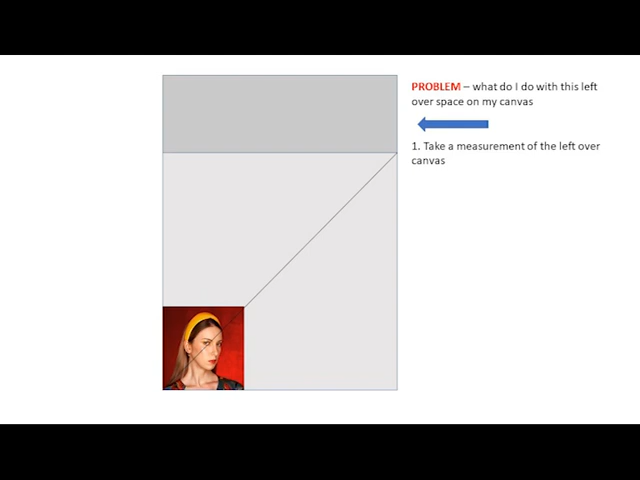 PROBLEM – what do I do with this left
over space on my canvas
1. Take a measurement of the left over
canvas